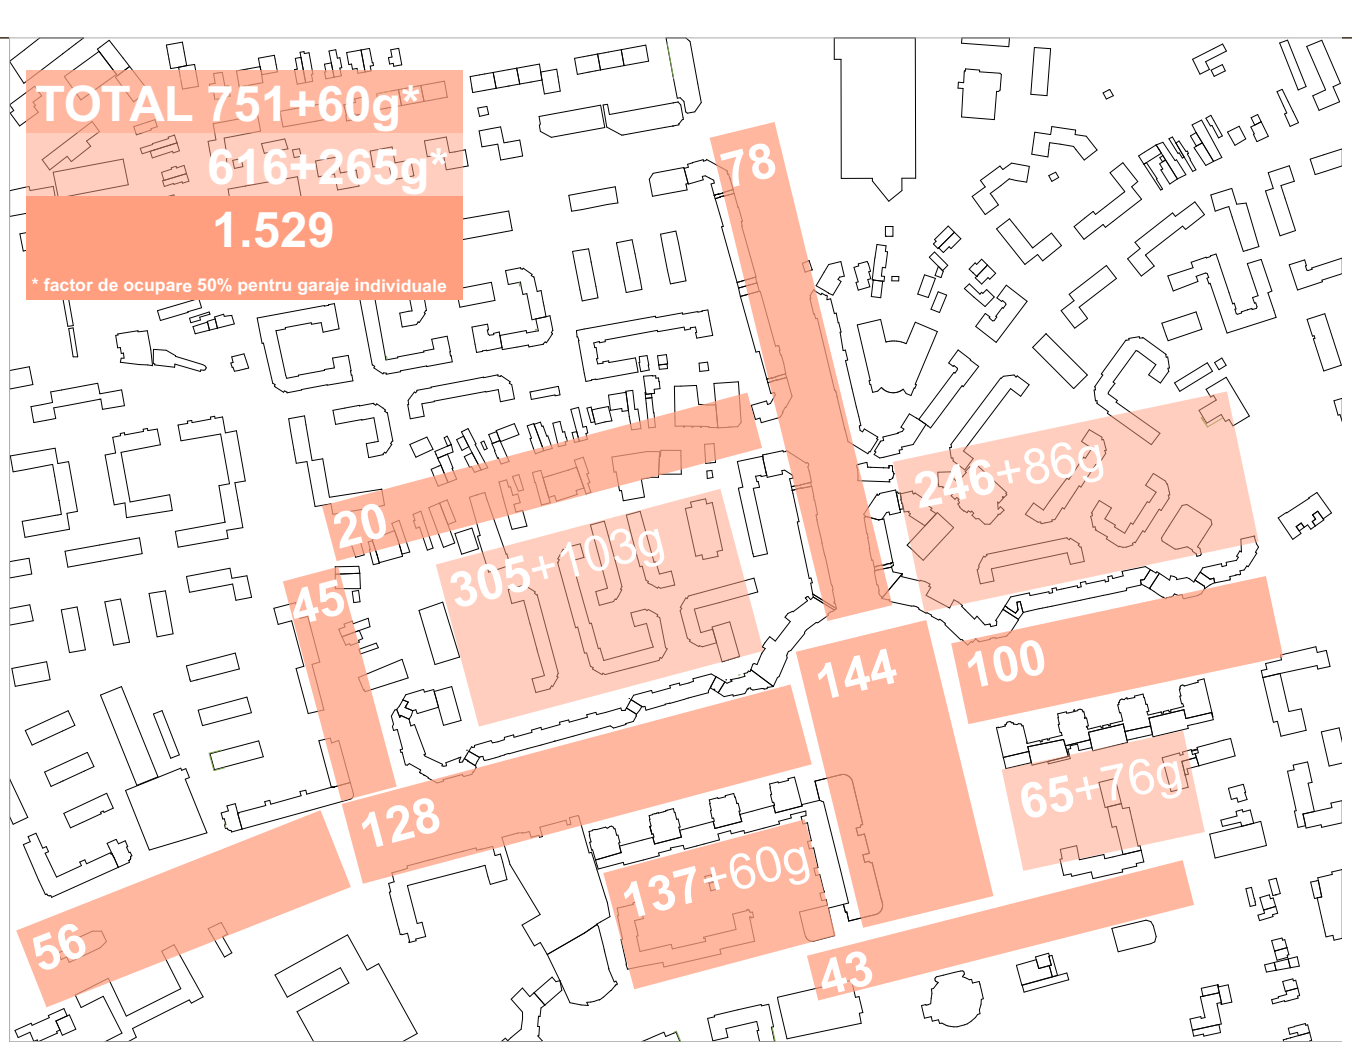 TOTAL 751+60g*
616+265g*
1.529
* factor de ocupare 50% pentru garaje individuale
78
246+86g
20
305+103g
45
144
100
128
65+76g
137+60g
56
43